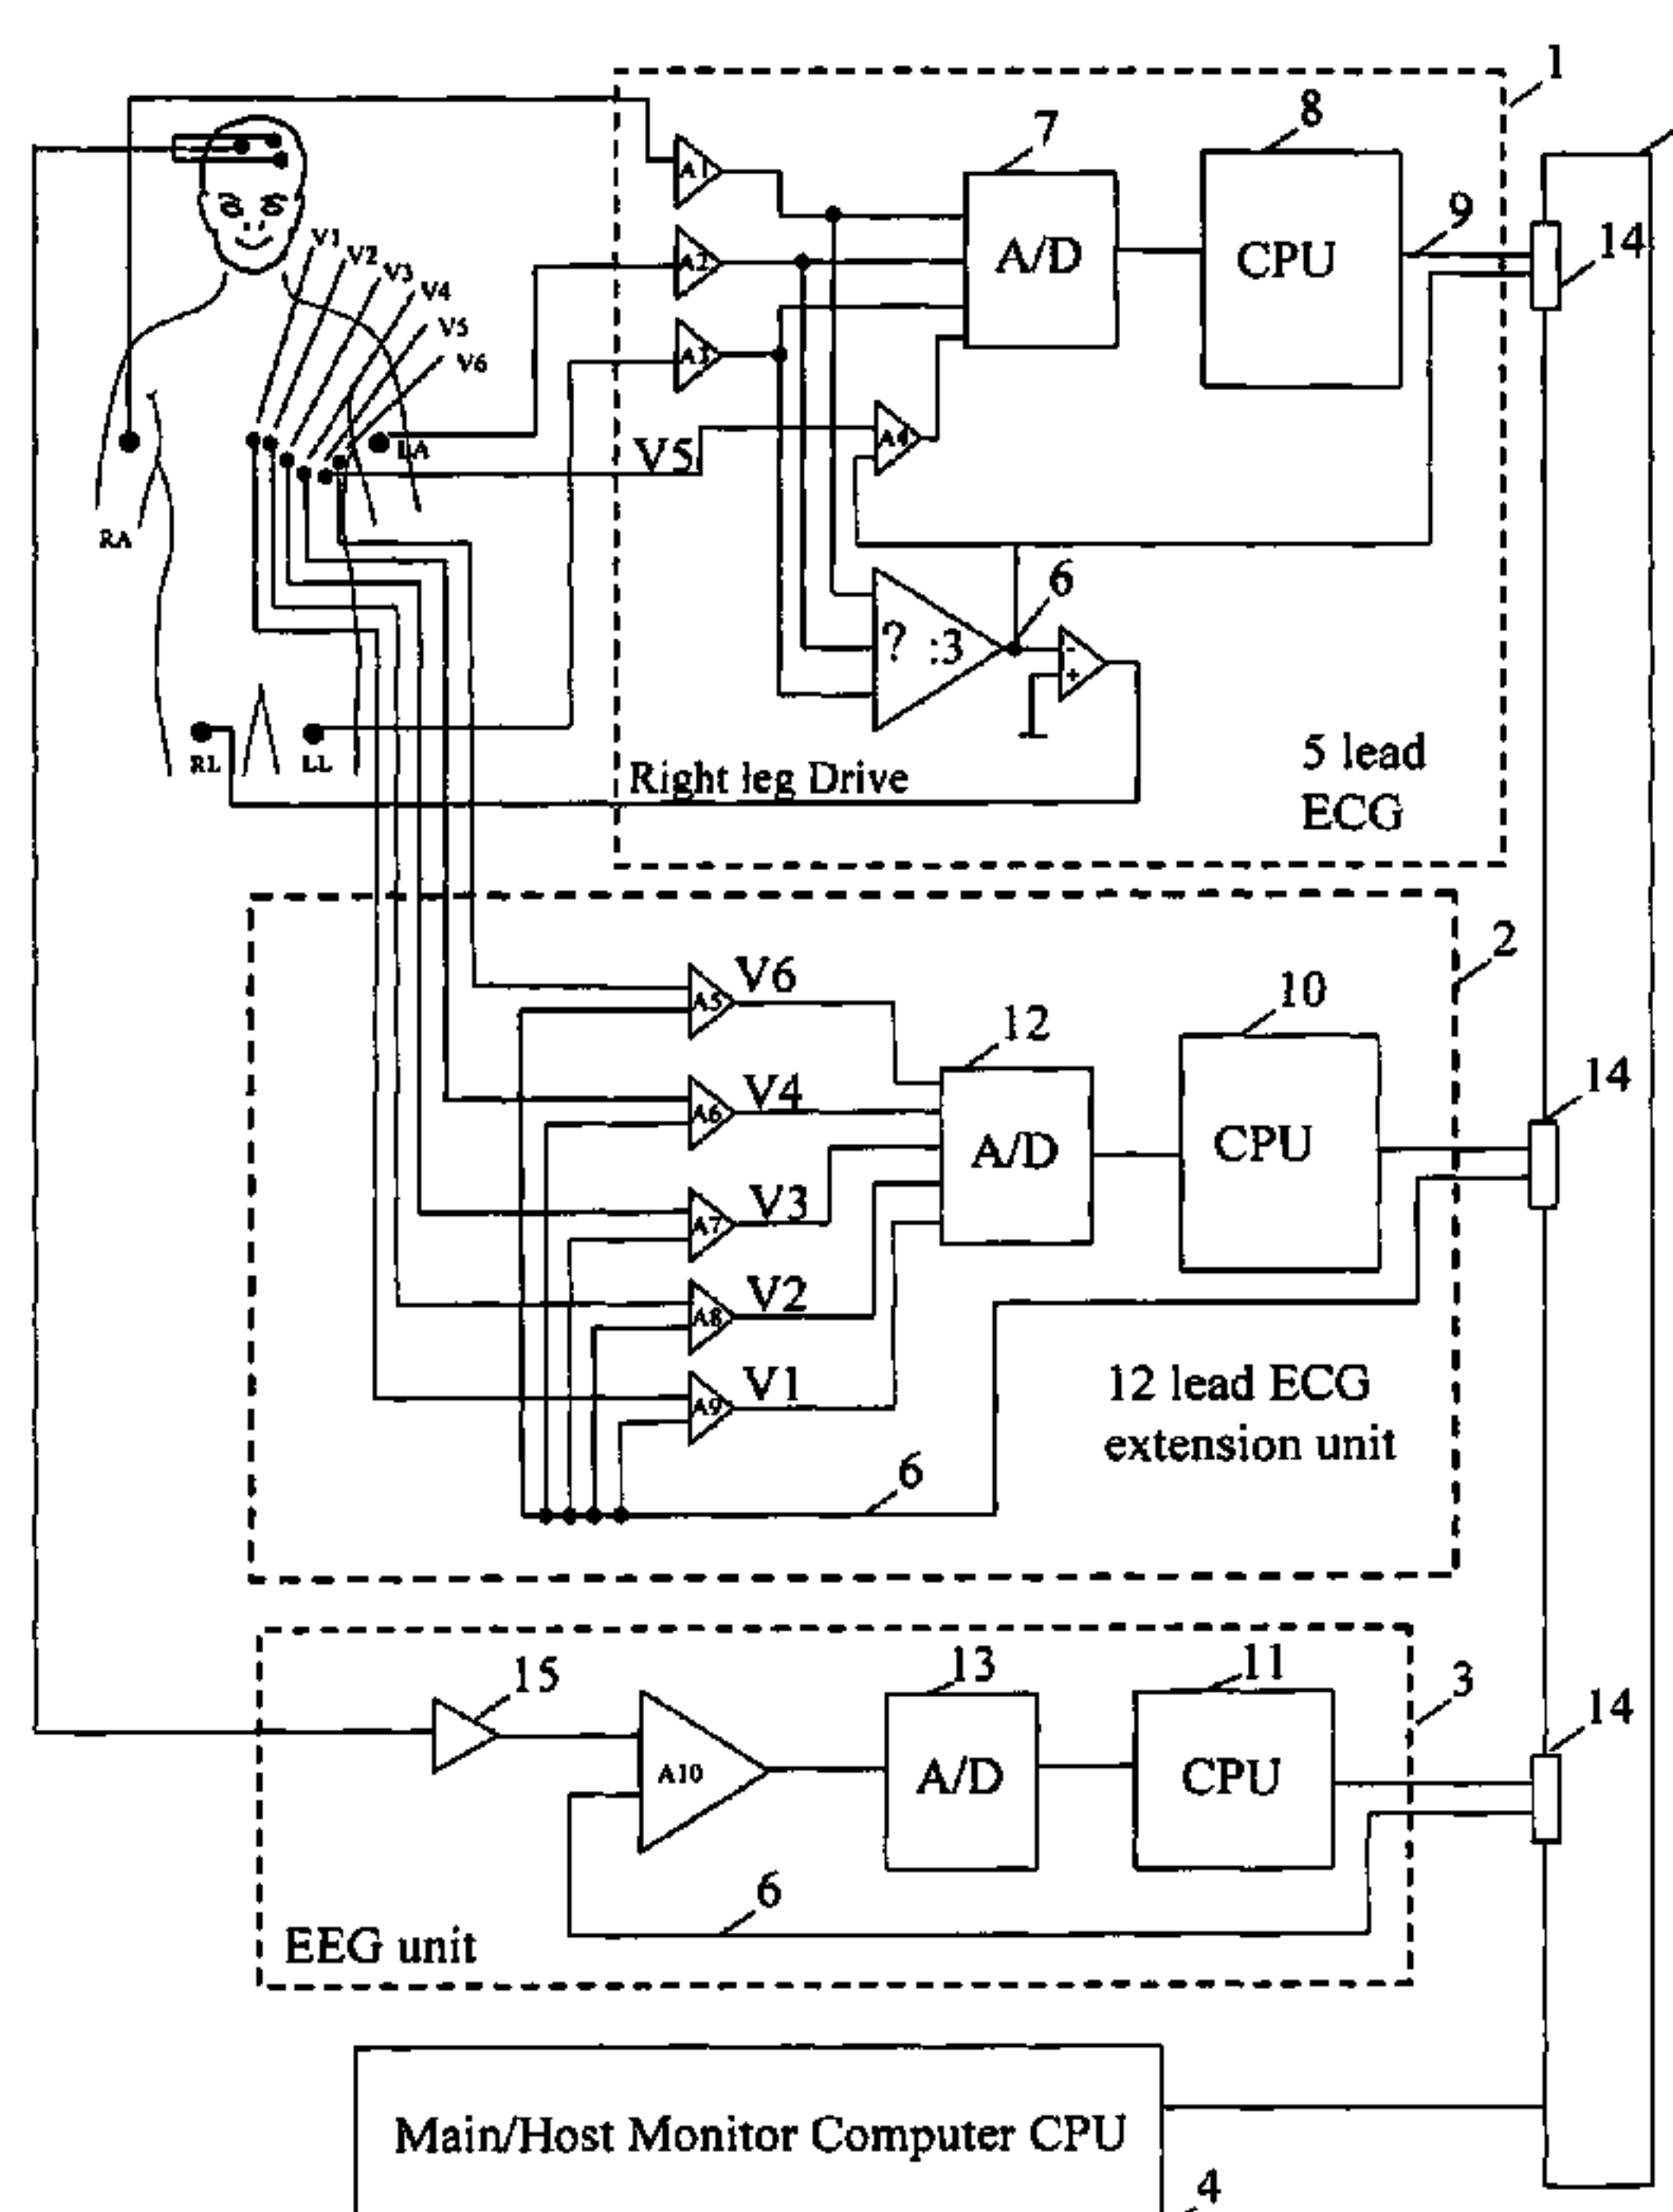 1
7
8
A1
A/D
CPU
9
14
A2
V1
V2
V3
V4
V5
V6
A3
LA
V5
A4
RA
6
? :3
-
+
RL
LL
Right leg Drive
5 lead
ECG
2
V6
A5
12
10
14
V4
A6
A/D
CPU
V3
A7
V2
A8
V1
A9
12 lead ECG
extension unit
6
15
13
11
3
14
A10
A/D
CPU
6
EEG unit
Main/Host Monitor Computer CPU
4